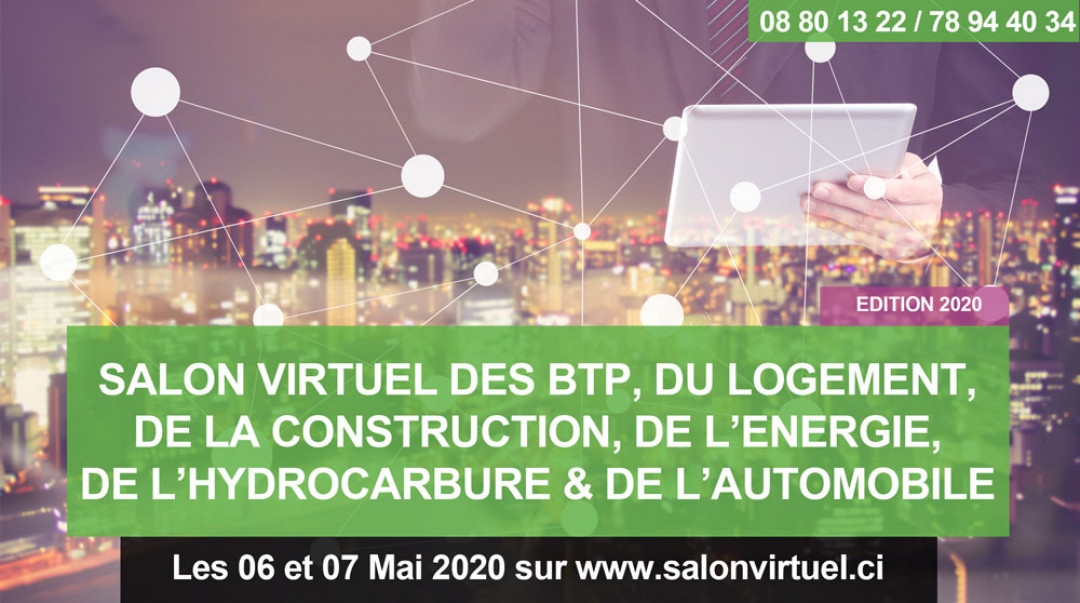 08 80 13 22 / 78 94 40 34
EDITION 2020
SALON VIRTUEL DES BTP, DU LOGEMENT,
DE LA CONSTRUCTION, DE L’ENERGIE,
DE L’HYDROCARBURE & DE L’AUTOMOBILE
Les 06 et 07 Mai 2020 sur www.salonvirtuel.ci